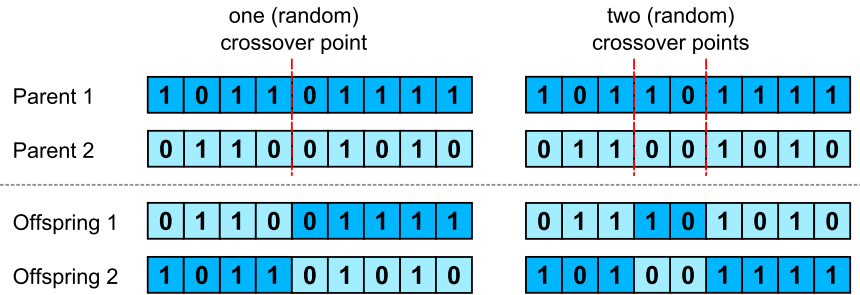 one (random) two (random)
crossover point crossover points
Parent 1 1 0 1 1 0 1 1 1 1 1 0 1 1 0 1 1 1 1
Parent 2 0 1 1 0 0 1 0 1 0 0 1 1 0 0 1 0 1 0
Offspring 1 0 1 1 0 0 1 1 1 1 0 1 1 1 0 1 0 1 0
Offspring 2 1 0 1 1 0 1 0 1 0 1 0 1 0 0 1 1 1 1